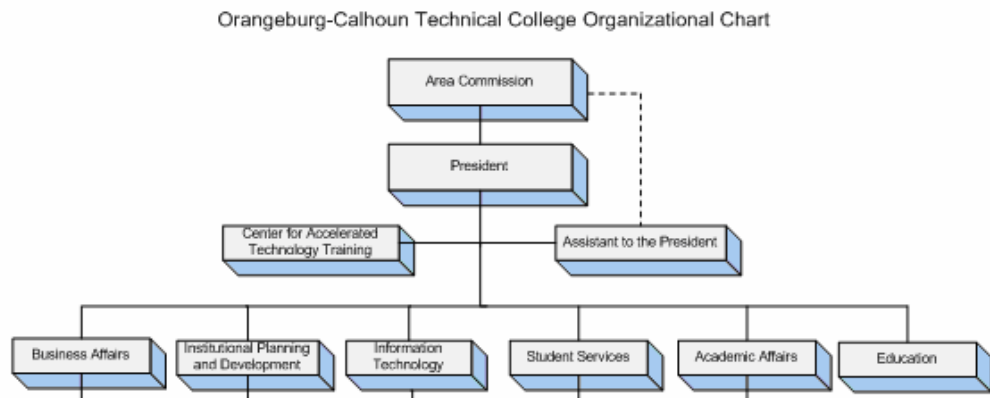 Orangeburg-Calhoun Technical College Organizational Chart
Area Commission
President
Center for Accelerated
Technology Training
Assistant to the President
Business Affairs
Institutional Planning
and Development
Information
Technology
Student Services
Academic Affairs
Education